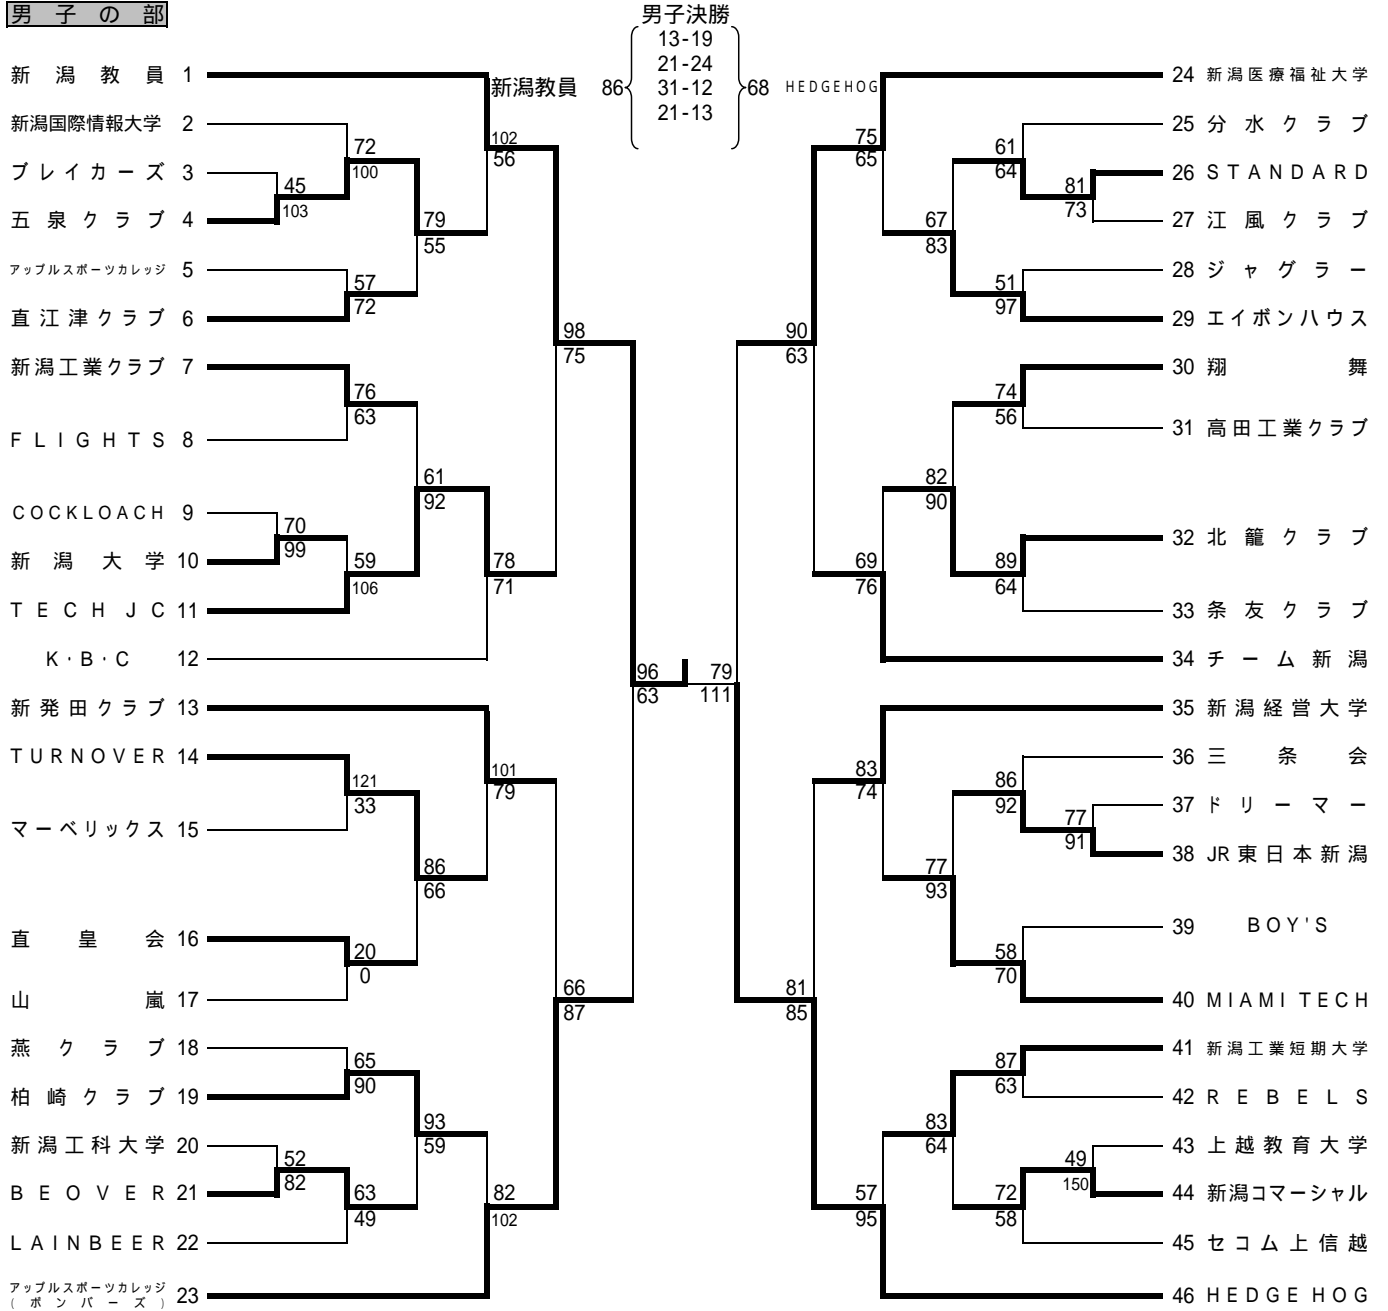 男子の部
男子決勝
13-19
21-24
31-12
21-13
新潟教員 86
68 HEDGEHOG
新潟教員 1
新潟国際情報大学 2
ブレイカーズ 3
五泉クラブ 4
アップルスポーツカレッジ 5
直江津クラブ 6
新潟工業クラブ 7
FLIGHTS 8
COCKLOACH 9
新潟大学 10
TECH JC 11
K・B・C 12
新発田クラブ 13
TURNOVER 14
マーベリックス 15
直皇会 16
山嵐 17
燕クラブ 18
柏崎クラブ 19
新潟工科大学 20
BEOVER 21
LAINBEER 22
アップルスポーツカレッジ
(ボンバーズ) 23
45
103
70
99
52
82
72
100
57
72
76
63
59
106
121
33
20
0
65
90
63
49
79
55
61
92
86
66
93
59
102
56
78
71
101
79
82
102
98
75
66
87
96
63
79
111
90
63
81
85
75
65
69
76
83
74
57
95
67
83
82
90
77
93
83
64
61
64
51
97
74
56
89
64
86
92
58
70
87
63
72
58
81
73
77
91
49
150
24 新潟医療福祉大学
25 分水クラブ
26 STANDARD
27 江風クラブ
28 ジャグラー
29 エイボンハウス
30 翔舞
31 高田工業クラブ
32 北籠クラブ
33 条友クラブ
34 チーム新潟
35 新潟経営大学
36 三条会
37 ドリーマー
38 JR東日本新潟
39 BOY'S
40 MIAMI TECH
41 新潟工業短期大学
42 REBELS
43 上越教育大学
44 新潟コマーシャル
45 セコム上信越
46 HEDGE HOG